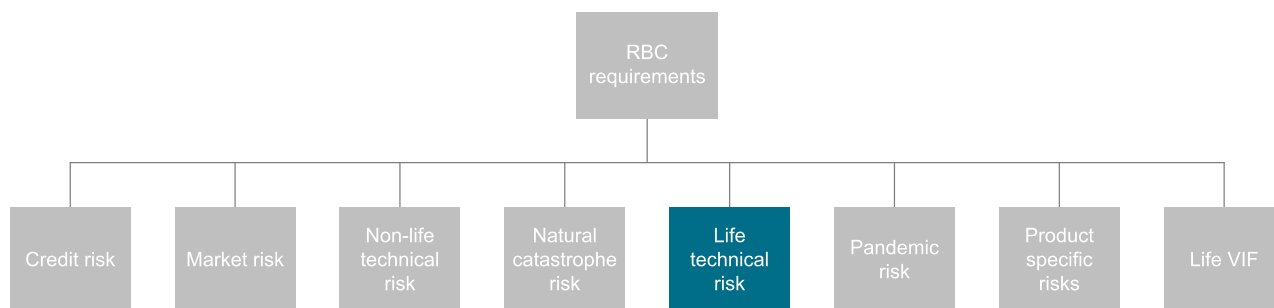 RBC
requirements
Credit risk
Market risk
Non-life
technical
risk
Natural
catastrophe
risk
Life
technical
risk
Pandemic
risk
Product
specific
risks
Life VIF